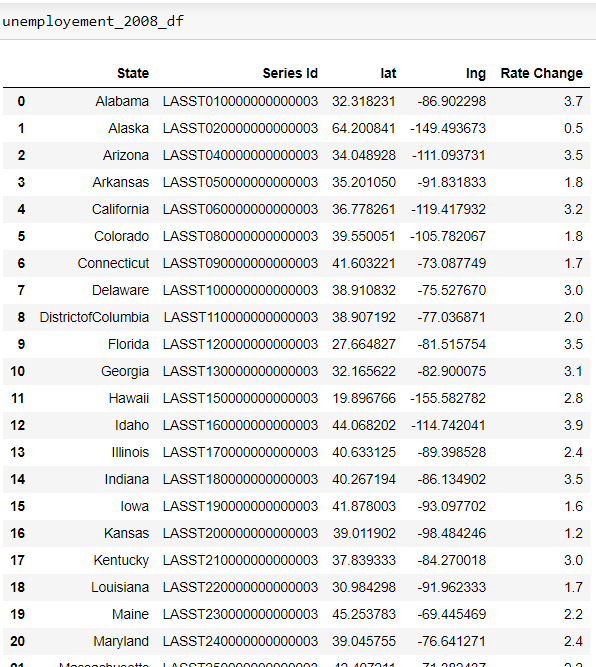 unemployement_2008_df
State Series Id lat lng Rate Change
0 Alabama LASST010000000000003 32.318231 -86.902298 3.7
1 Alaska LASST020000000000003 64.200841 -149.493673 0.5
2 Arizona LASST040000000000003 34.048928 -111.093731 3.5
3 Arkansas LASST050000000000003 35.201050 -91.831833 1.8
4 California LASST060000000000003 36.778261 -119.417932 3.2
5 Colorado LASST080000000000003 39.550051 -105.782067 1.8
6 Connecticut LASST090000000000003 41.603221 -73.087749 1.7
7 Delaware LASST100000000000003 38.910832 -75.527670 3.0
8 DistrictofColumbia LASST110000000000003 38.907192 -77.036871 2.0
9 Florida LASST120000000000003 27.664827 -81.515754 3.5
10 Georgia LASST130000000000003 32.165622 -82.900075 3.1
11 Hawaii LASST150000000000003 19.896766 -155.582782 2.8
12 Idaho LASST160000000000003 44.068202 -114.742041 3.9
13 Illinois LASST170000000000003 40.633125 -89.398528 2.4
14 Indiana LASST180000000000003 40.267194 -86.134902 3.5
15 Iowa LASST190000000000003 41.878003 -93.097702 1.6
16 Kansas LASST200000000000003 39.011902 -98.484246 1.2
17 Kentucky LASST210000000000003 37.839333 -84.270018 3.0
18 Louisiana LASST220000000000003 30.984298 -91.962333 1.7
19 Maine LASST230000000000003 45.253783 -69.445469 2.2
20 Maryland LASST240000000000003 39.045755 -76.641271 2.4